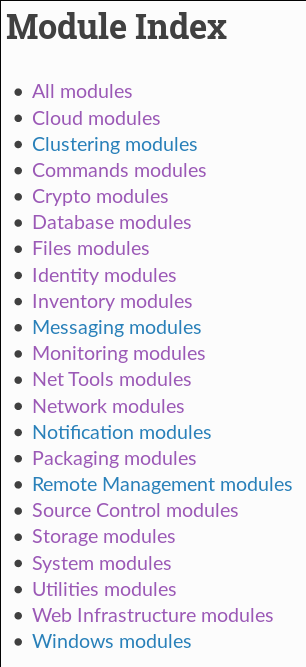 Module Index
All modules
Cloud modules
Clustering modules
Commands modules
Crypto modules
Database modules
Files modules
Identity modules
Inventory modules
Messaging modules
Monitoring modules
Net Tools modules
Network modules
Notification modules
Packaging modules
Remote Management modules
Source Control modules
Storage modules
System modules
Utilities modules
Web Infrastructure modules
Windows modules